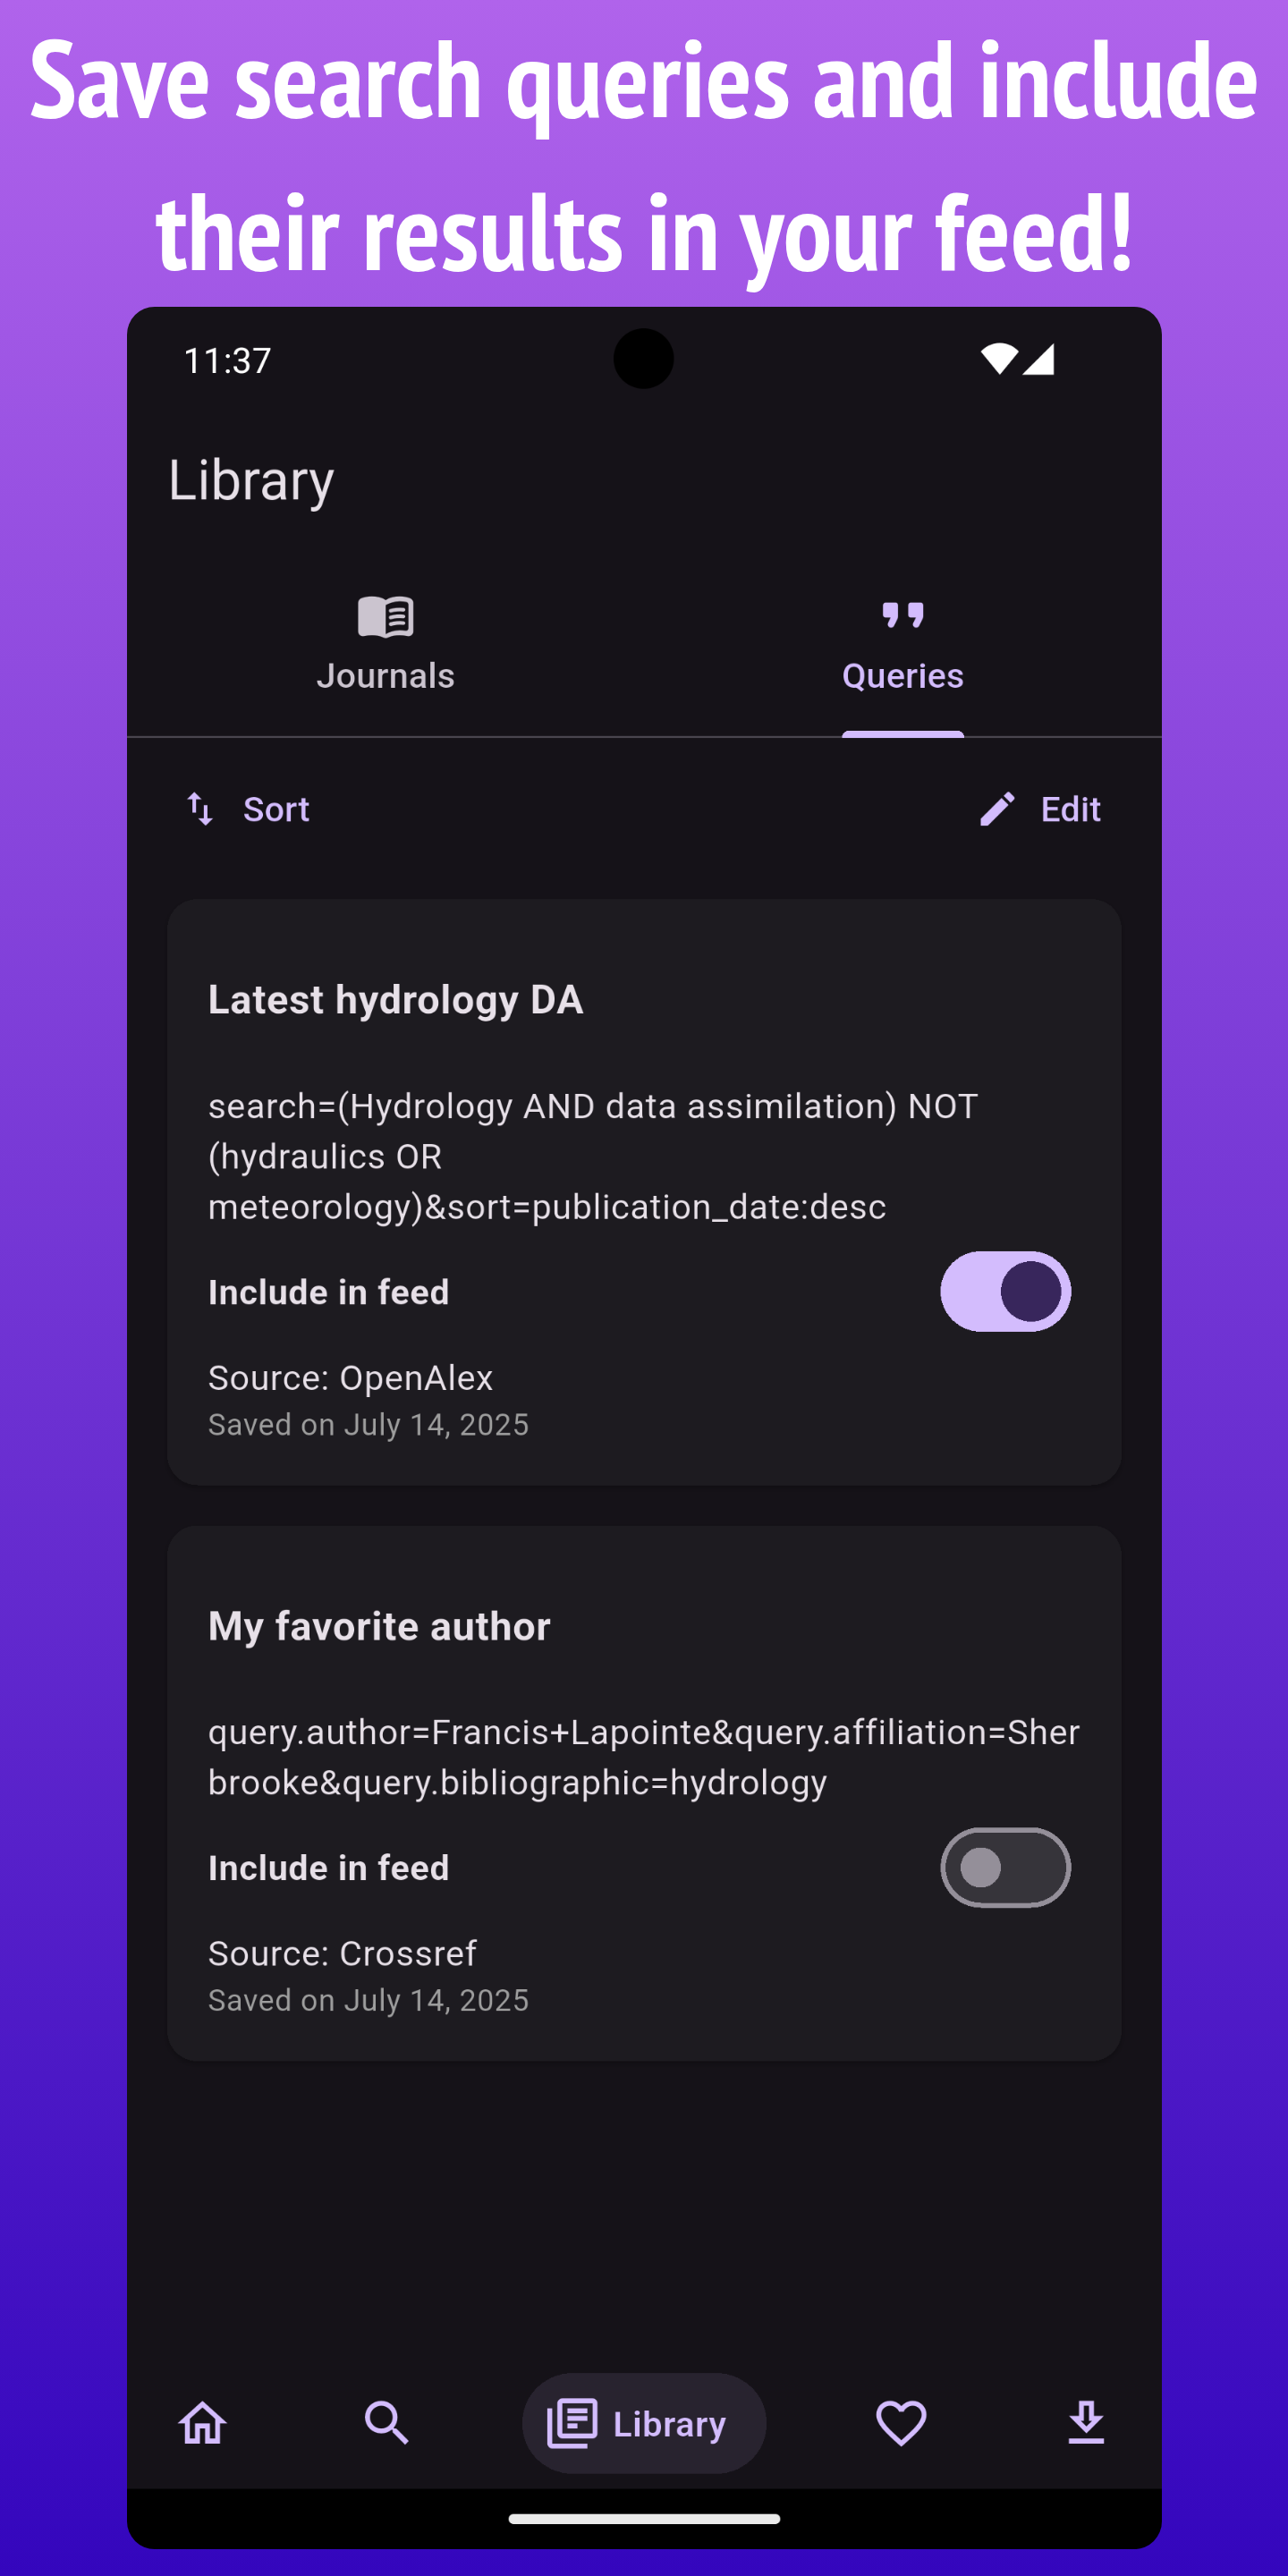 Save search queries and include
their results in your feed!
11:37
Library
Journals
Queries
Sort
Edit
Latest hydrology DA
search=(Hydrology AND data assimilation) NOT
(hydraulics OR
meteorology)&sort=publication_date:desc
Include in feed
Source: OpenAlex
Saved on July 14, 2025
My favorite author
query.author=Francis+Lapointe&query.affiliation=Sher
brooke&query.bibliographic=hydrology
Include in feed
Source: Crossref
Saved on July 14, 2025
Library